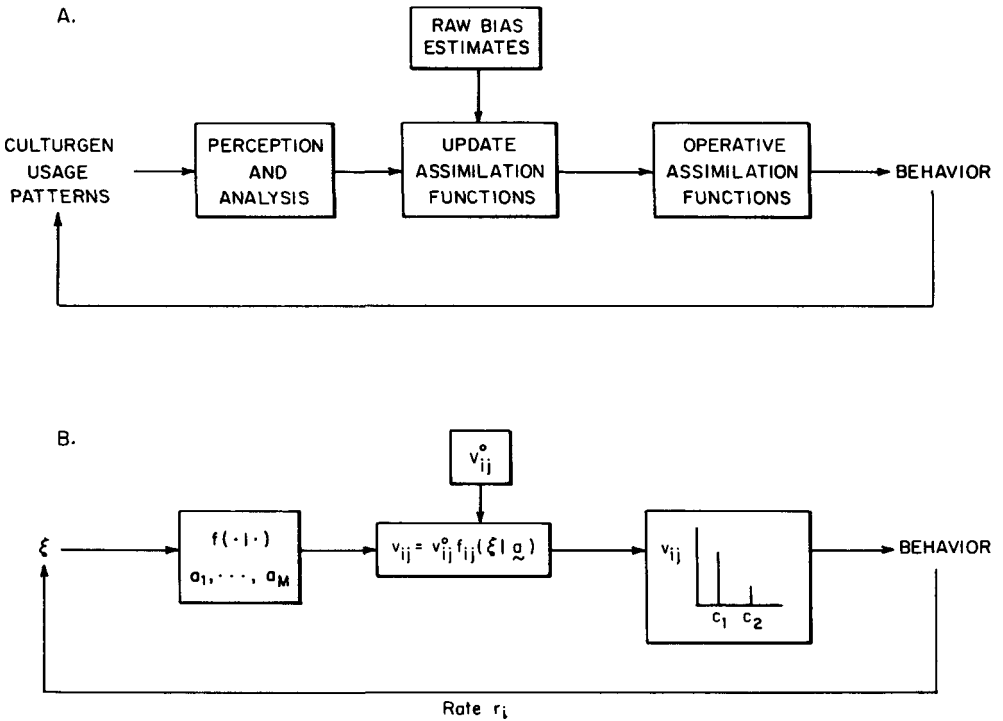 A.
RAW BIAS
ESTIMATES
CULTURGEN
USAGE
PATTERNS
PERCEPTION
AND
ANALYSIS
UPDATE
ASSIMILATION
FUNCTIONS
OPERATIVE
ASSIMILATION
FUNCTIONS
BEHAVIOR
B.
v°ij
ξ
f(·|·)
a1, ···, aM
vij = v°ij fij(ξ|a̰)
vij
c1 c2
BEHAVIOR
Rate ri